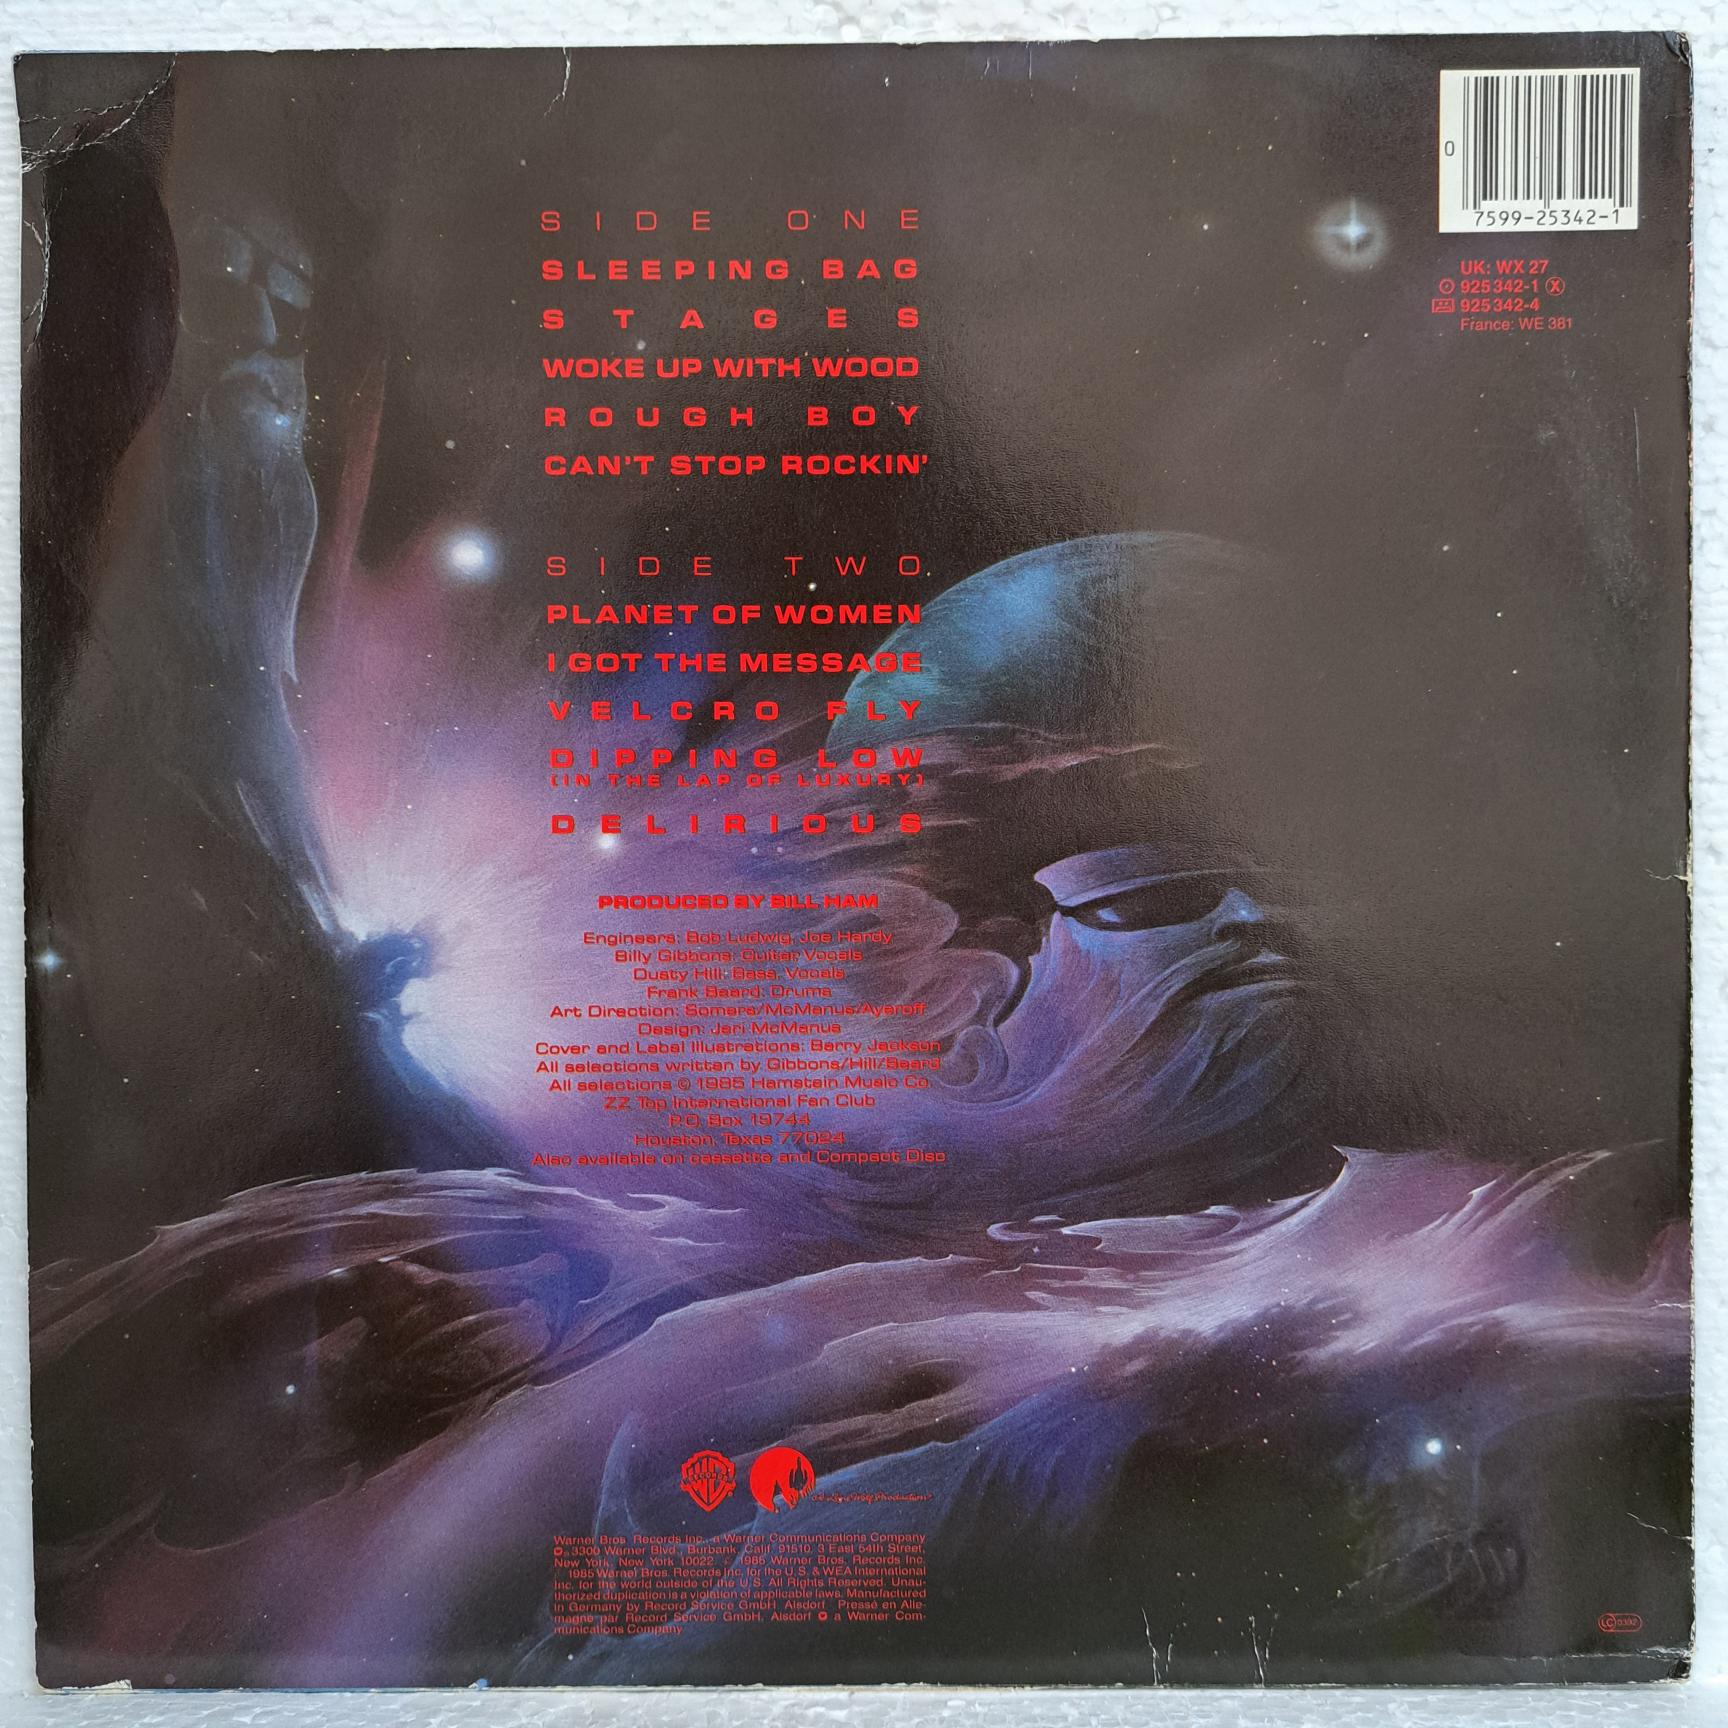 0
7599-25342-1
UK: WX 27
925 342-1 X
925 342-4
France: WE 381
SIDE ONE
SLEEPING BAG
STAGES
WOKE UP WITH WOOD
ROUGH BOY
CAN'T STOP ROCKIN'
SIDE TWO
PLANET OF WOMEN
I GOT THE MESSAGE
VELCRO FLY
DIPPING LOW
(IN THE LAP OF LUXURY)
DELIRIOUS
PRODUCED BY BILL HAM
Engineers: Bob Ludwig, Joe Hardy
Billy Gibbons: Guitar, Vocals
Dusty Hill: Bass, Vocals
Frank Beard: Drums
Art Direction: Somers/McManus/Ayeroff
Design: Jeri McManus
Cover and Label Illustrations: Barry Jackson
All selections written by Gibbons/Hill/Beard
All selections © 1985 Hamstein Music Co.
ZZ Top International Fan Club
P.O. Box 19744
Houston, Texas 77024
Also available on cassette and Compact Disc
RECORDS
a Lone Wolf Production
Warner Bros. Records Inc., a Warner Communications Company
3300 Warner Blvd., Burbank, Calif. 91510. 3 East 54th Street,
New York, New York 10022. © 1985 Warner Bros. Records Inc.
1985 Warner Bros. Records Inc. for the U.S. & WEA International
Inc. for the world outside of the U.S. All Rights Reserved. Unau-
thorized duplication is a violation of applicable laws. Manufactured
in Germany by Record Service GmbH, Alsdorf. Pressé en Alle-
magne par Record Service GmbH, Alsdorf a Warner Com-
munications Company
LC 0392